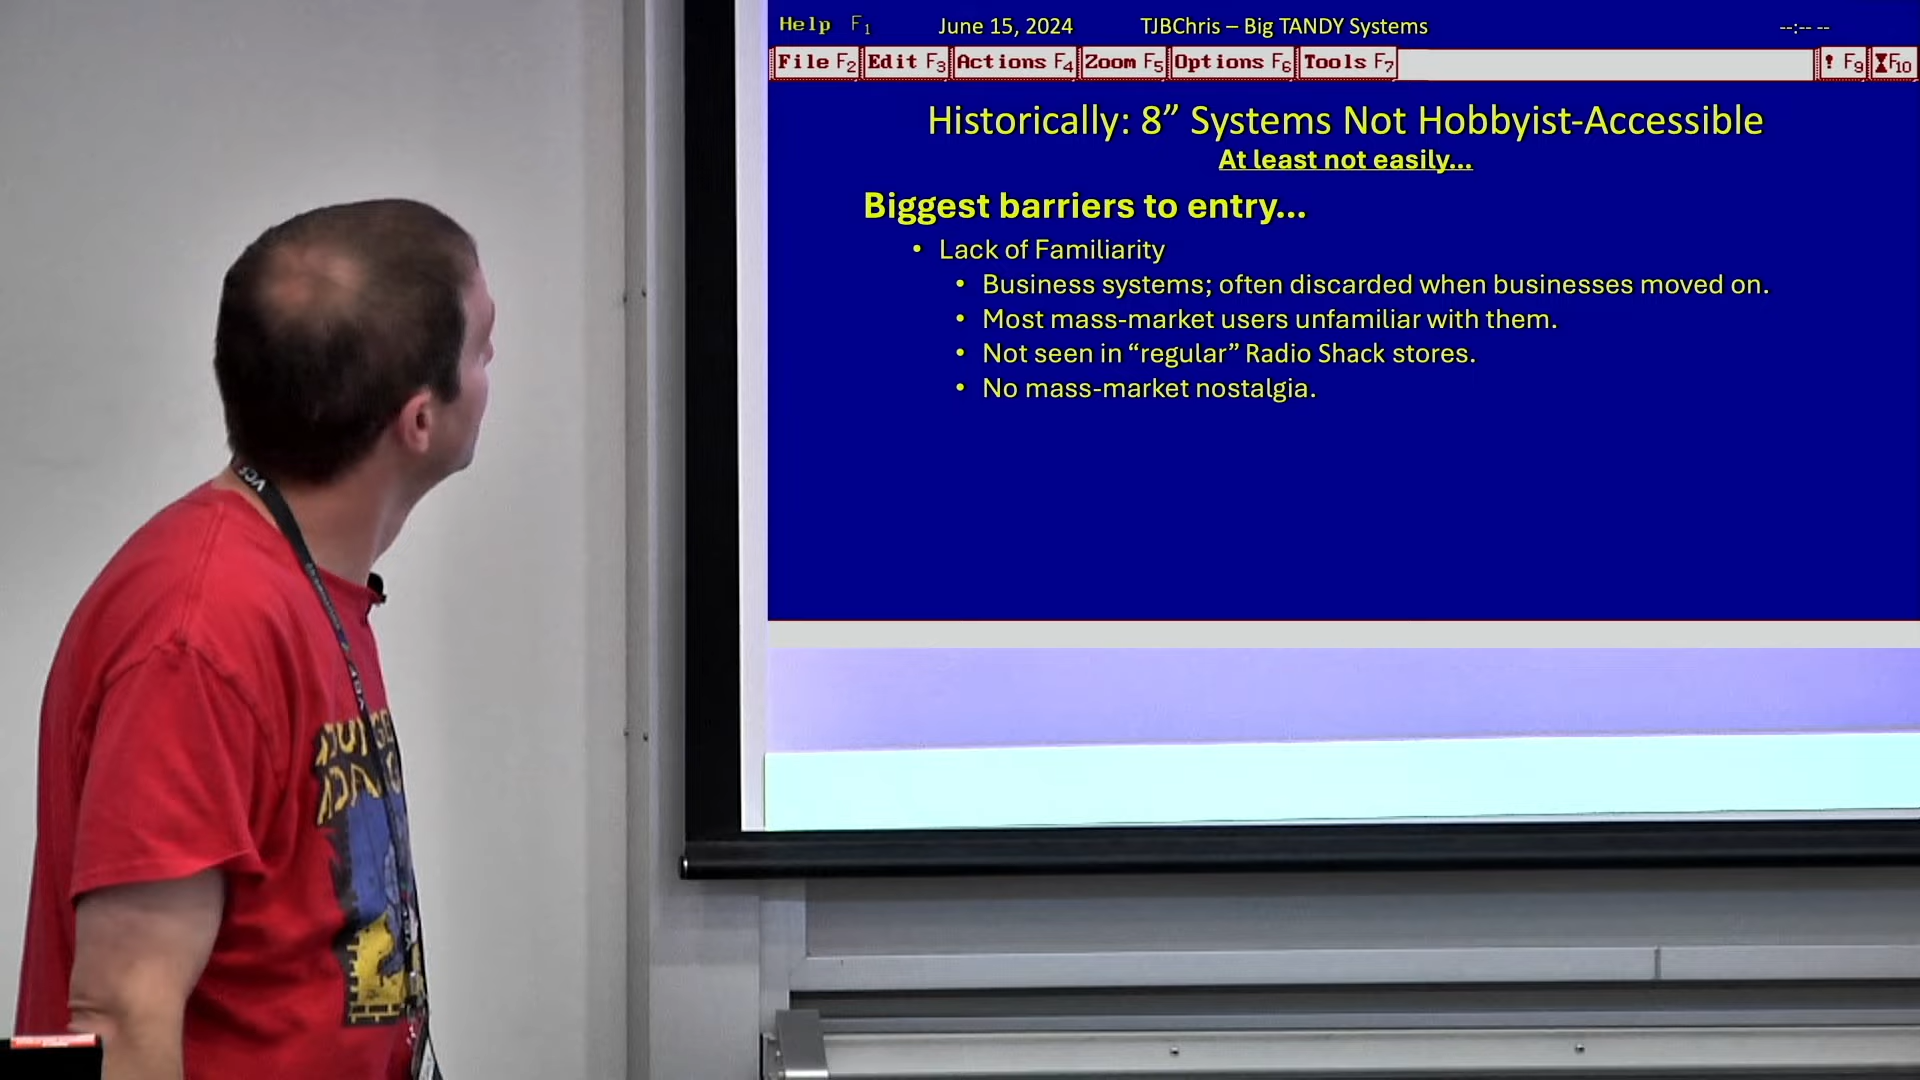 Help F1 June 15, 2024 TJBChris – Big TANDY Systems --:-- --
File F2 Edit F3 Actions F4 Zoom F5 Options F6 Tools F7 ! F9 F10
Historically: 8” Systems Not Hobbyist-Accessible
At least not easily...
Biggest barriers to entry...
• Lack of Familiarity
• Business systems; often discarded when businesses moved on.
• Most mass-market users unfamiliar with them.
• Not seen in “regular” Radio Shack stores.
• No mass-market nostalgia.
VCF